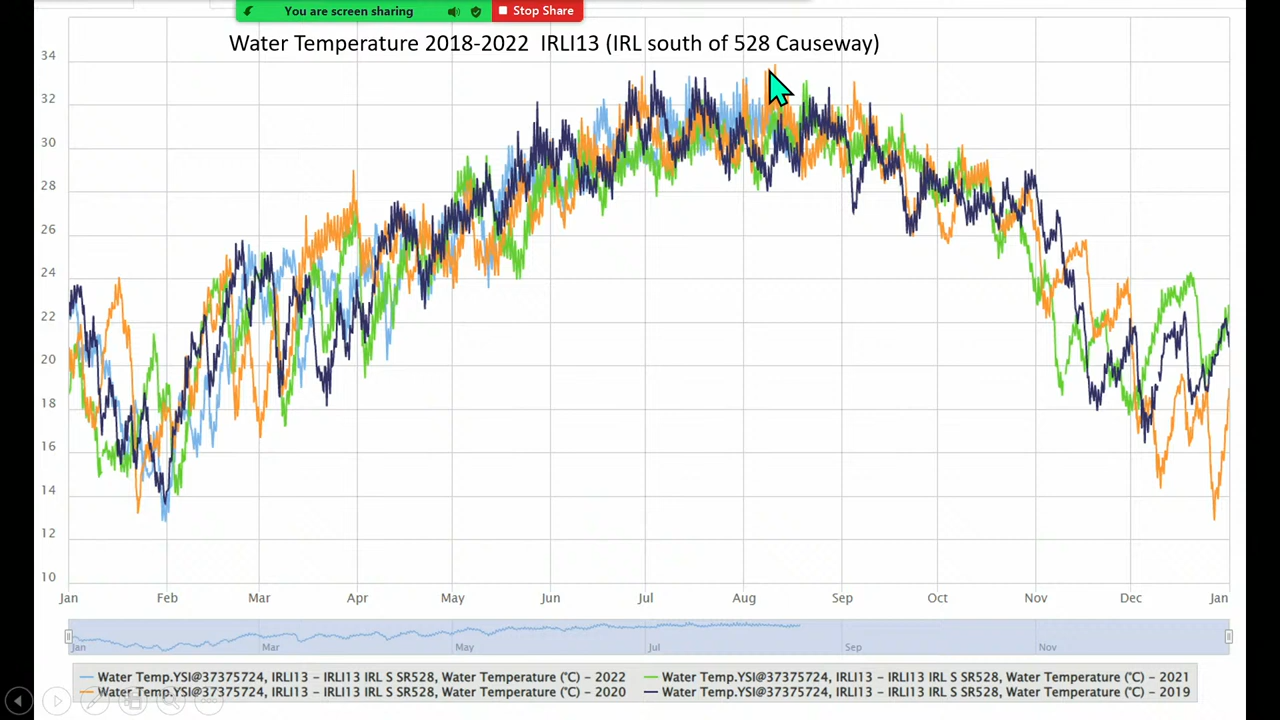 You are screen sharing Stop Share
Water Temperature 2018-2022 IRLI13 (IRL south of 528 Causeway)
34
32
30
28
26
24
22
20
18
16
14
12
10
Jan Feb Mar Apr May Jun Jul Aug Sep Oct Nov Dec Jan
Jan Mar May Jul Sep Nov
Water Temp.YSI@37375724, IRLI13 – IRLI13 IRL S SR528, Water Temperature (°C) – 2022 Water Temp.YSI@37375724, IRLI13 – IRLI13 IRL S SR528, Water Temperature (°C) – 2021
Water Temp.YSI@37375724, IRLI13 – IRLI13 IRL S SR528, Water Temperature (°C) – 2020 Water Temp.YSI@37375724, IRLI13 – IRLI13 IRL S SR528, Water Temperature (°C) – 2019